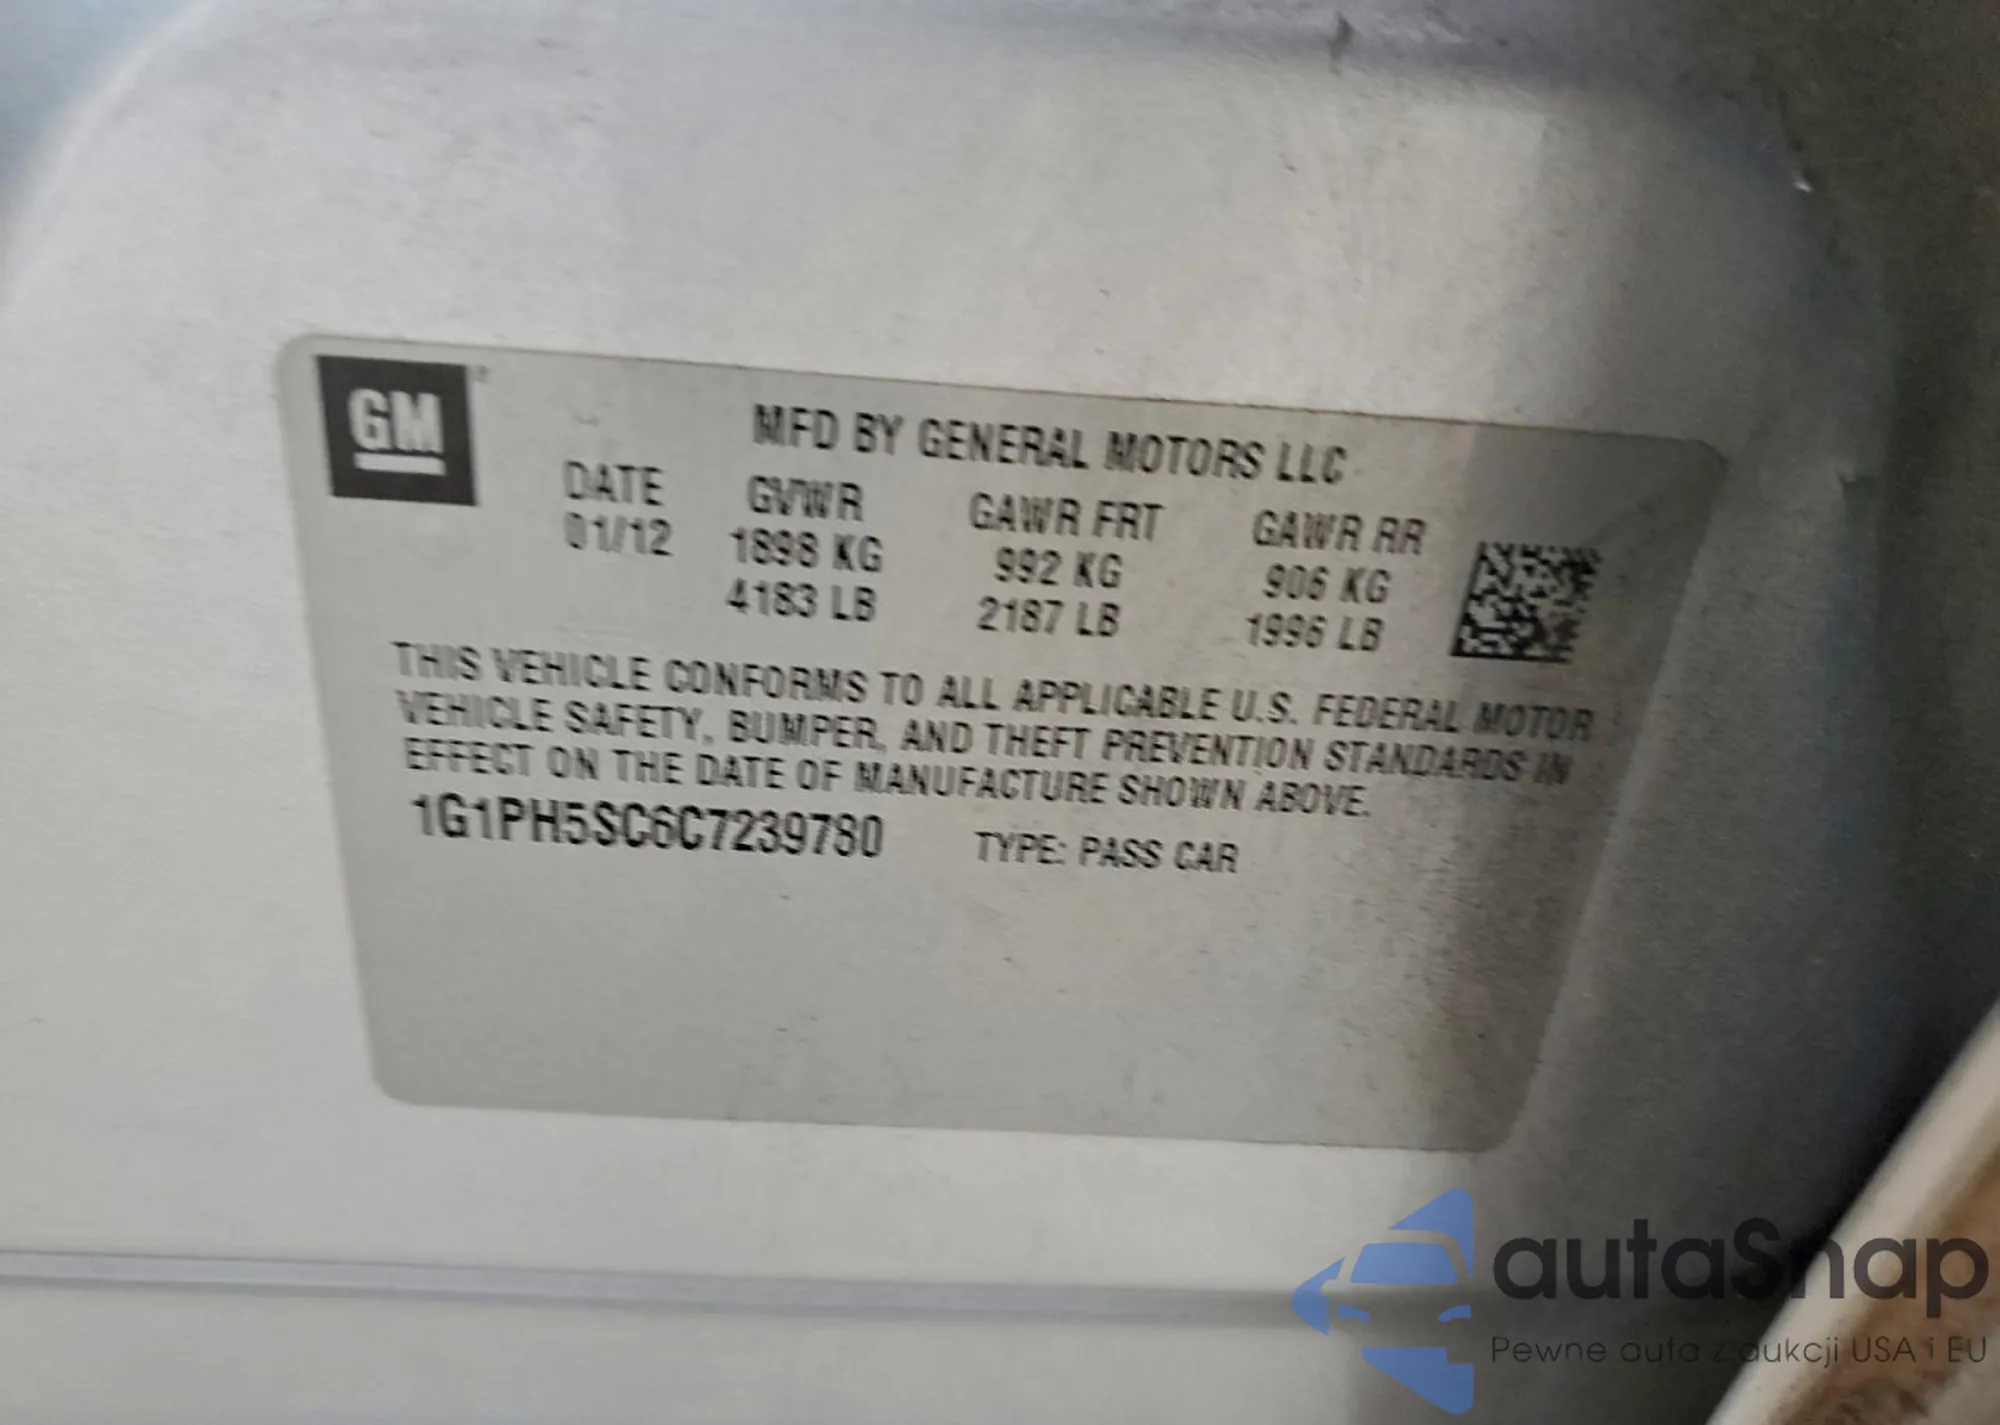 GM
MFD BY GENERAL MOTORS LLC
DATE GVWR GAWR FRT GAWR RR
01/12 1898 KG 992 KG 906 KG
4183 LB 2187 LB 1996 LB
THIS VEHICLE CONFORMS TO ALL APPLICABLE U.S. FEDERAL MOTOR
VEHICLE SAFETY, BUMPER, AND THEFT PREVENTION STANDARDS IN
EFFECT ON THE DATE OF MANUFACTURE SHOWN ABOVE.
1G1PH5SC6C7239780 TYPE: PASS CAR
autaSnap
Pewne auta z aukcji USA i EU